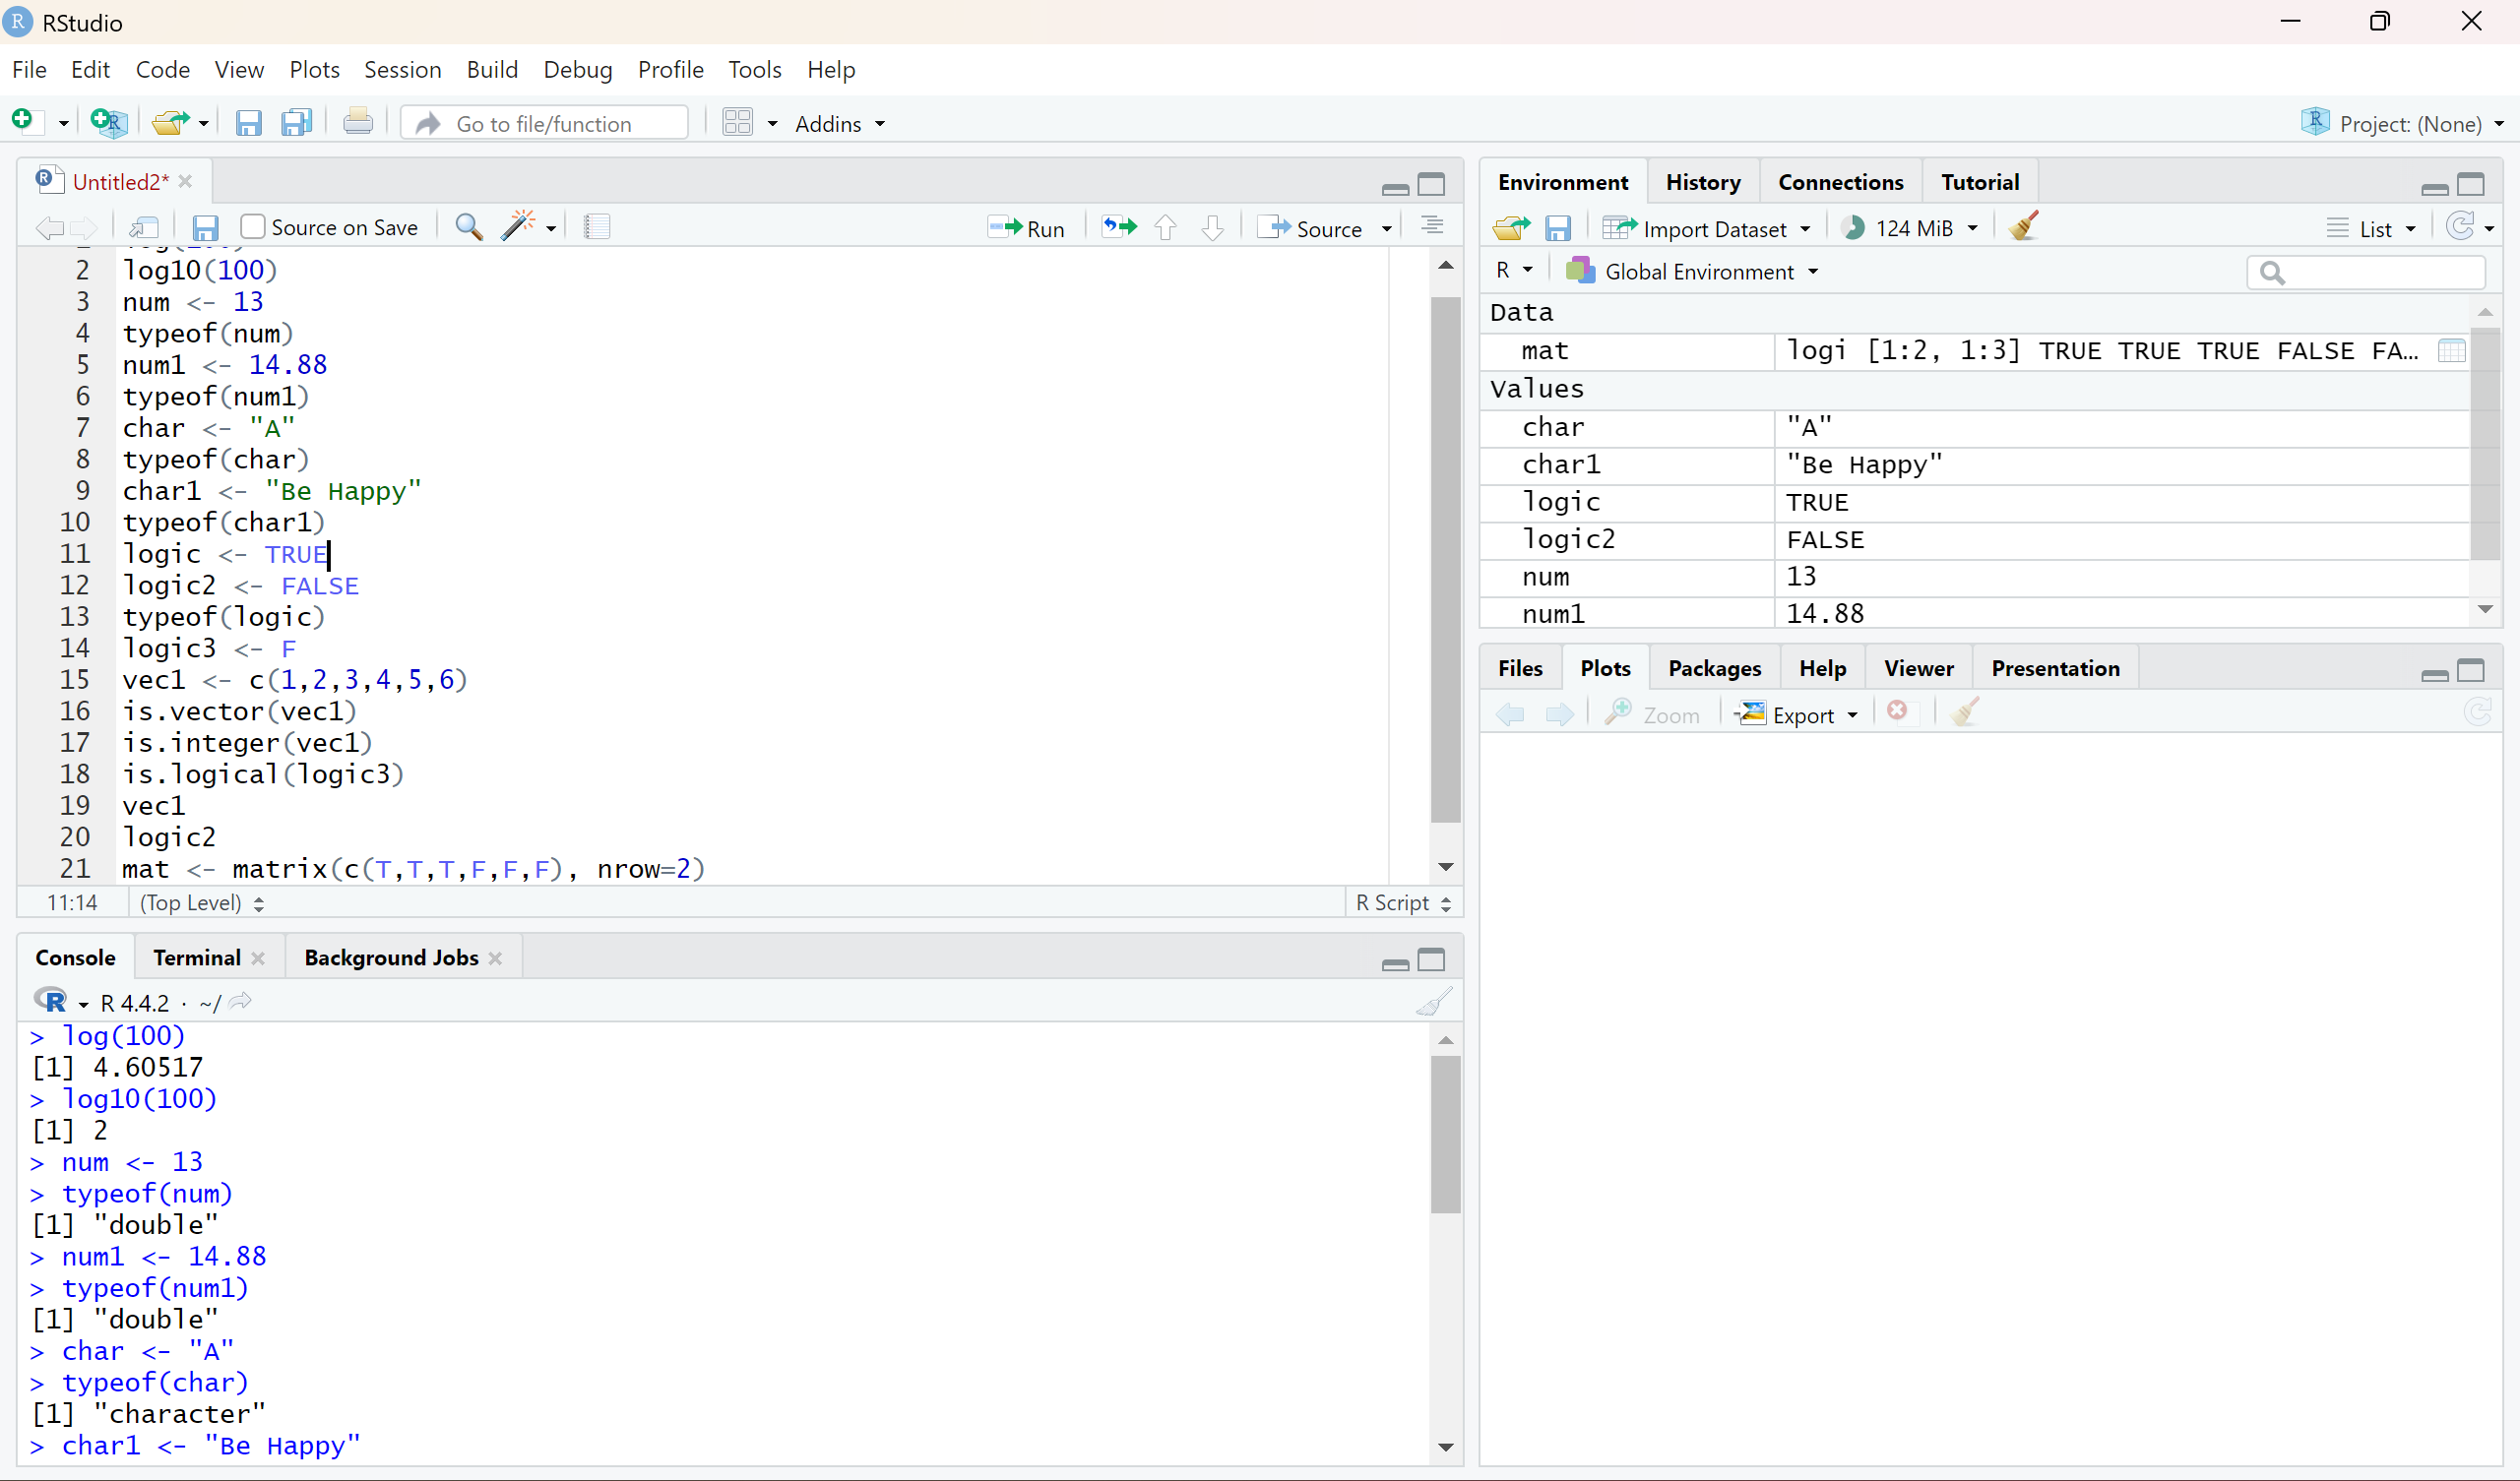 RStudio
File Edit Code View Plots Session Build Debug Profile Tools Help
Go to file/function Addins Project: (None)
Untitled2*
Source on Save Run Source
2 log10(100)
3 num <- 13
4 typeof(num)
5 num1 <- 14.88
6 typeof(num1)
7 char <- "A"
8 typeof(char)
9 char1 <- "Be Happy"
10 typeof(char1)
11 logic <- TRUE
12 logic2 <- FALSE
13 typeof(logic)
14 logic3 <- F
15 vec1 <- c(1,2,3,4,5,6)
16 is.vector(vec1)
17 is.integer(vec1)
18 is.logical(logic3)
19 vec1
20 logic2
21 mat <- matrix(c(T,T,T,F,F,F), nrow=2)
11:14 (Top Level) R Script
Console Terminal Background Jobs
R R 4.4.2 · ~/
> log(100)
[1] 4.60517
> log10(100)
[1] 2
> num <- 13
> typeof(num)
[1] "double"
> num1 <- 14.88
> typeof(num1)
[1] "double"
> char <- "A"
> typeof(char)
[1] "character"
> char1 <- "Be Happy"
Environment History Connections Tutorial
Import Dataset 124 MiB List
R Global Environment
Data
mat logi [1:2, 1:3] TRUE TRUE TRUE FALSE FA...
Values
char "A"
char1 "Be Happy"
logic TRUE
logic2 FALSE
num 13
num1 14.88
Files Plots Packages Help Viewer Presentation
Zoom Export